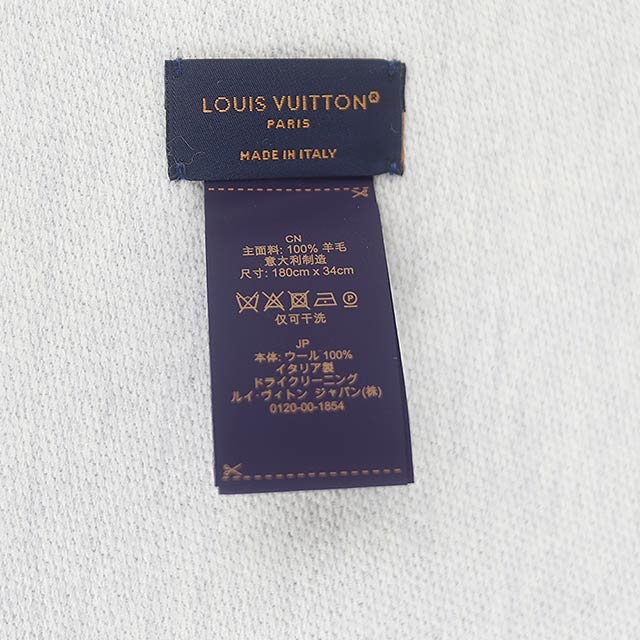 LOUIS VUITTON®
PARIS
MADE IN ITALY
CN
主面料: 100% 羊毛
意大利制造
尺寸: 180cm x 34cm
P
仅可干洗
JP
本体: ウール 100%
イタリア製
ドライクリーニング
ルイ·ヴィトン ジャパン(株)
0120-00-1854